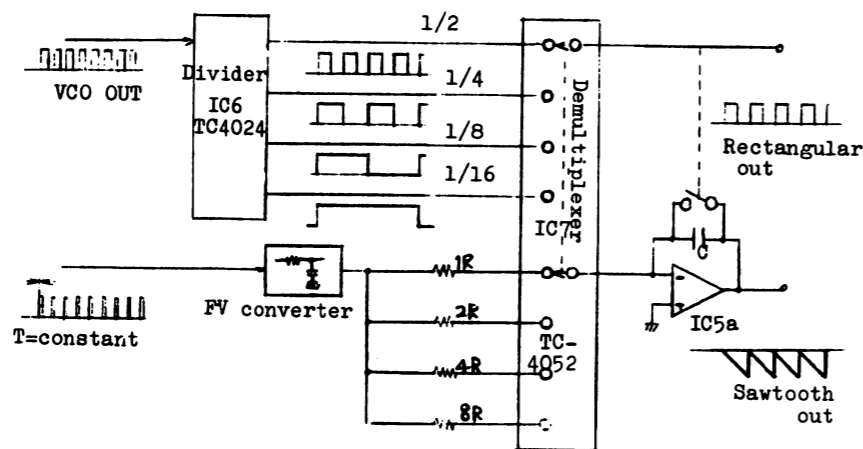 VCO OUT
Divider
IC6
TC4024
1/2
1/4
1/8
1/16
Demultiplexer
IC7
TC-
4052
Rectangular
out
T=constant
FV converter
1R
2R
4R
8R
C
IC5a
Sawtooth
out